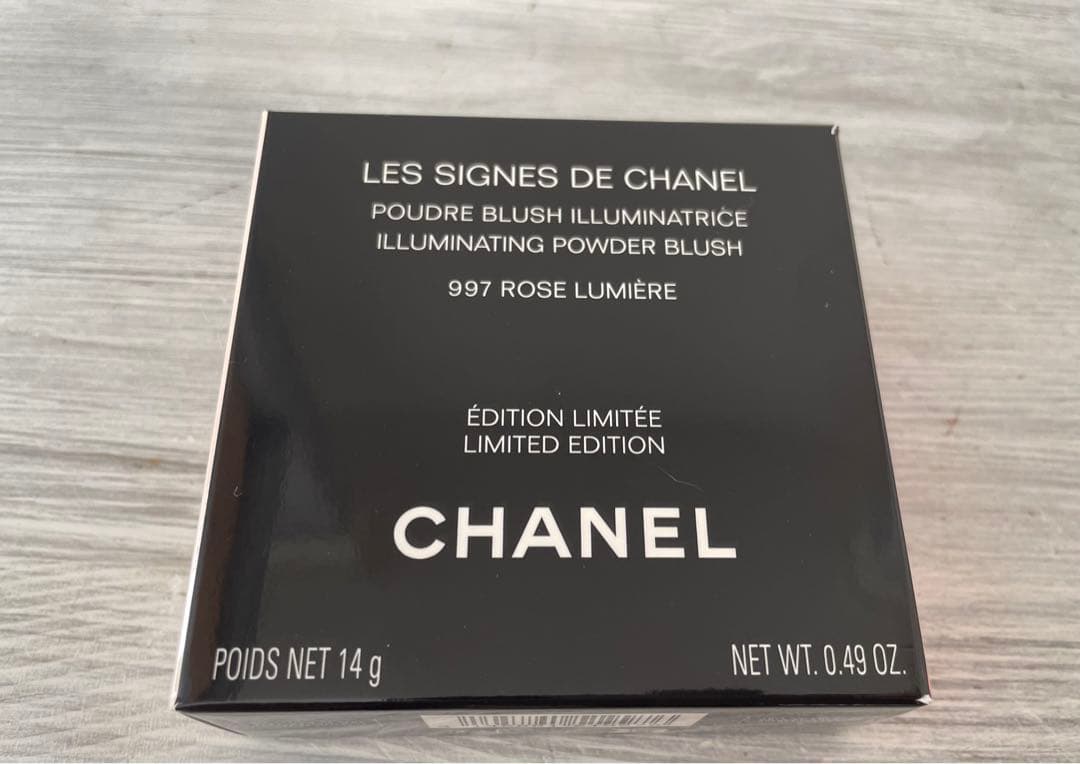 LES SIGNES DE CHANEL
POUDRE BLUSH ILLUMINATRICE
ILLUMINATING POWDER BLUSH
997 ROSE LUMIÈRE
ÉDITION LIMITÉE
LIMITED EDITION
CHANEL
POIDS NET 14 g
NET WT. 0.49 OZ.